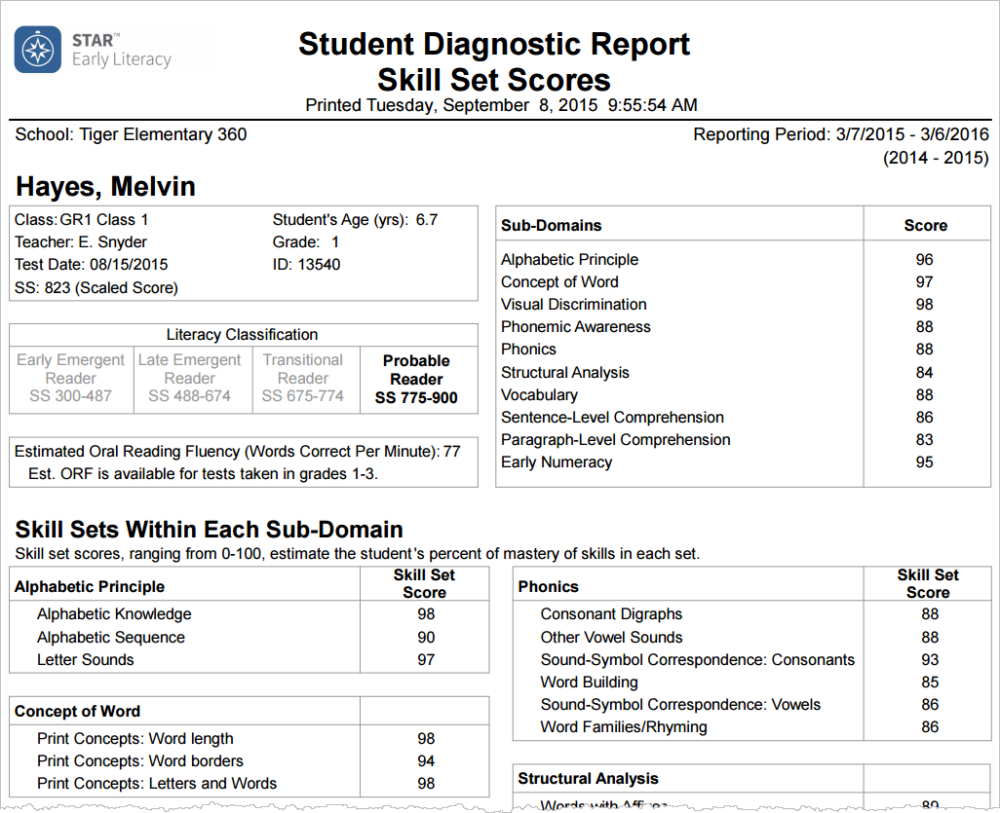 STAR™
Early Literacy
Student Diagnostic Report
Skill Set Scores
Printed Tuesday, September 8, 2015 9:55:54 AM
School: Tiger Elementary 360
Reporting Period: 3/7/2015 - 3/6/2016
(2014 - 2015)
Hayes, Melvin
Class: GR1 Class 1 Student's Age (yrs): 6.7
Teacher: E. Snyder Grade: 1
Test Date: 08/15/2015 ID: 13540
SS: 823 (Scaled Score)
Literacy Classification
Early Emergent Reader SS 300-487
Late Emergent Reader SS 488-674
Transitional Reader SS 675-774
Probable Reader SS 775-900
Estimated Oral Reading Fluency (Words Correct Per Minute): 77
Est. ORF is available for tests taken in grades 1-3.
Sub-Domains Score
Alphabetic Principle 96
Concept of Word 97
Visual Discrimination 98
Phonemic Awareness 88
Phonics 88
Structural Analysis 84
Vocabulary 88
Sentence-Level Comprehension 86
Paragraph-Level Comprehension 83
Early Numeracy 95
Skill Sets Within Each Sub-Domain
Skill set scores, ranging from 0-100, estimate the student's percent of mastery of skills in each set.
Alphabetic Principle Skill Set Score
Alphabetic Knowledge 98
Alphabetic Sequence 90
Letter Sounds 97
Concept of Word
Print Concepts: Word length 98
Print Concepts: Word borders 94
Print Concepts: Letters and Words 98
Phonics Skill Set Score
Consonant Digraphs 88
Other Vowel Sounds 88
Sound-Symbol Correspondence: Consonants 93
Word Building 85
Sound-Symbol Correspondence: Vowels 86
Word Families/Rhyming 86
Structural Analysis
Words with Affixes 89